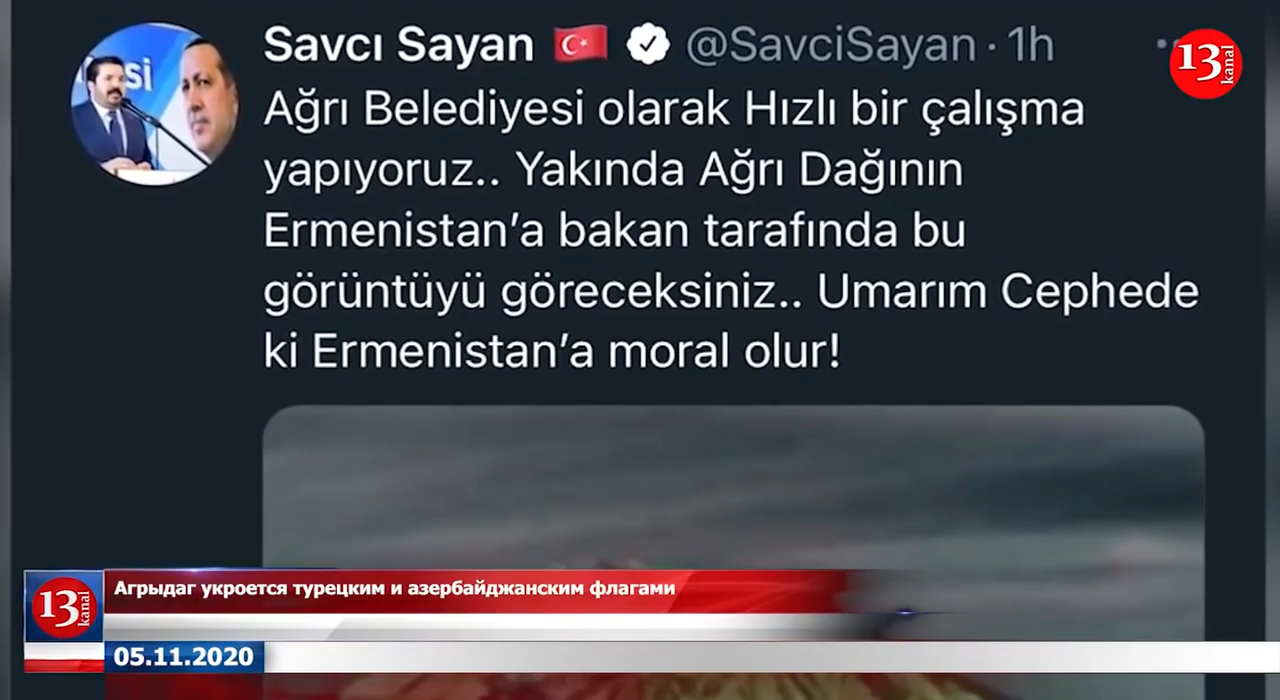 Savcı Sayan @SavciSayan · 1h
13 kanal
Ağrı Belediyesi olarak Hızlı bir çalışma
yapıyoruz.. Yakında Ağrı Dağının
Ermenistan’a bakan tarafında bu
görüntüyü göreceksiniz.. Umarım Cephede
ki Ermenistan’a moral olur!
13 kanal
Агрыдаг укроется турецким и азербайджанским флагами
05.11.2020